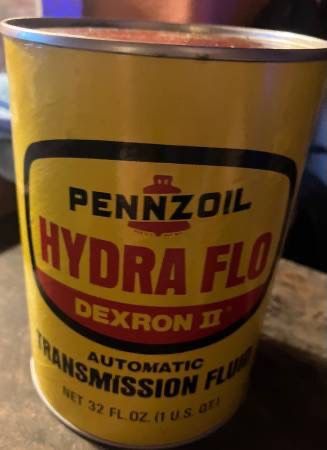 PENNZOIL
HYDRA FLO
DEXRON II
AUTOMATIC
TRANSMISSION FLUID
NET 32 FL. OZ. (1 U.S. QT.)